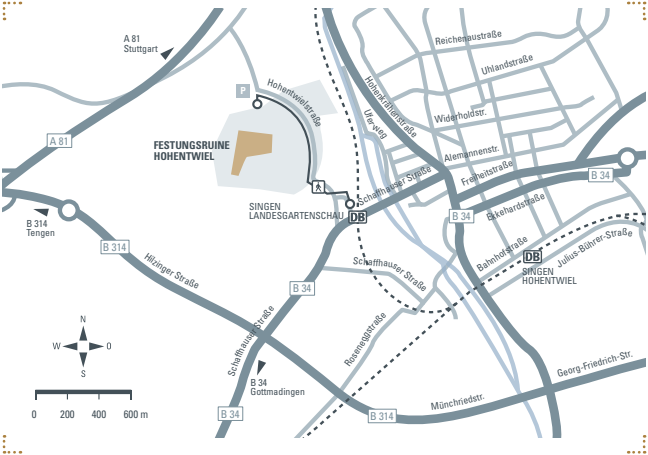 A 81
Stuttgart
Reichenaustraße
Uhlandstraße
P
Hohentwielstraße
Hohenkrähenstraße
Uferweg
Widerholdstr.
A 81
FESTUNGSRUINE
HOHENTWIEL
Alemannenstr.
Freiheitstraße
B 34
Schaffhauser Straße
SINGEN
LANDESGARTENSCHAU
DB
B 34
Ekkehardstraße
B 314
Tengen
B 314
Hilzinger Straße
Bahnhofstraße
Julius-Bührer-Straße
DB
SINGEN
HOHENTWIEL
Schaffhauser Straße
B 34
Schaffhauser Straße
Roseneggstraße
N
W
O
S
B 34
Gottmadingen
Georg-Friedrich-Str.
Münchriedstr.
0 200 400 600 m
B 34
B 314